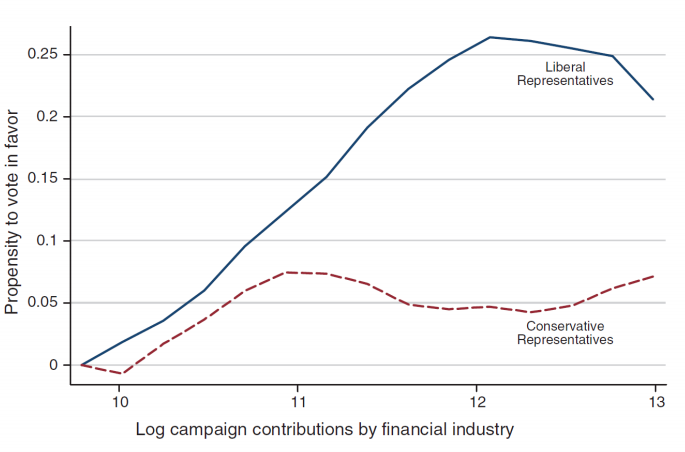 Propensity to vote in favor
0.25
0.2
0.15
0.1
0.05
0
Liberal
Representatives
Conservative
Representatives
10
11
12
13
Log campaign contributions by financial industry